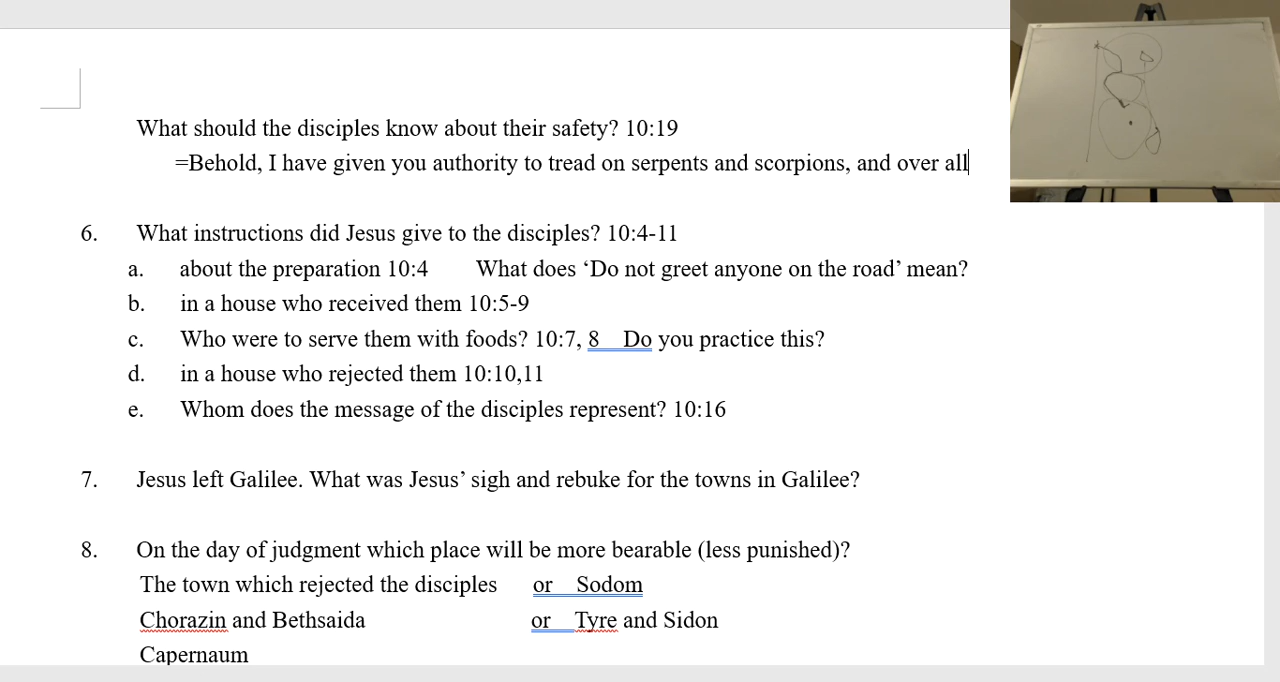 What should the disciples know about their safety? 10:19
=Behold, I have given you authority to tread on serpents and scorpions, and over all
6. What instructions did Jesus give to the disciples? 10:4-11
a. about the preparation 10:4 What does ‘Do not greet anyone on the road’ mean?
b. in a house who received them 10:5-9
c. Who were to serve them with foods? 10:7, 8 Do you practice this?
d. in a house who rejected them 10:10,11
e. Whom does the message of the disciples represent? 10:16
7. Jesus left Galilee. What was Jesus’ sigh and rebuke for the towns in Galilee?
8. On the day of judgment which place will be more bearable (less punished)?
The town which rejected the disciples or Sodom
Chorazin and Bethsaida or Tyre and Sidon
Capernaum